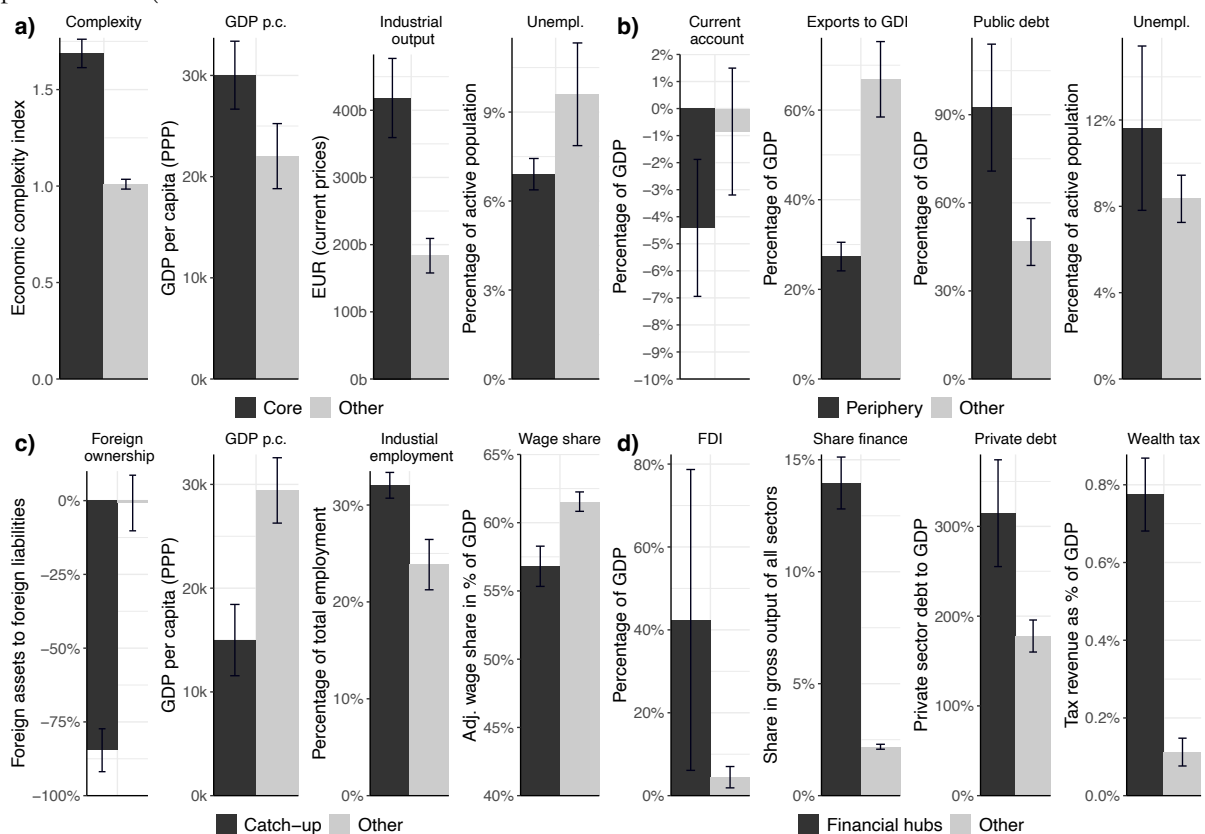 a)
Complexity
Economic complexity index
1.5
1.0
0.5
0.0
GDP p.c.
GDP per capita (PPP)
30k
20k
10k
0k
Industrial
output
EUR (current prices)
400b
300b
200b
100b
0b
Unempl.
Percentage of active population
9%
6%
3%
0%
Core
Other
b)
Current
account
Percentage of GDP
2%
1%
0%
−1%
−2%
−3%
−4%
−5%
−6%
−7%
−8%
−9%
−10%
Exports to GDI
Percentage of GDP
60%
40%
20%
0%
Public debt
Percentage of GDP
90%
60%
30%
0%
Unempl.
Percentage of active population
12%
8%
4%
0%
Periphery
Other
c)
Foreign
ownership
Foreign assets to foreign liabilities
0%
−25%
−50%
−75%
−100%
GDP p.c.
GDP per capita (PPP)
30k
20k
10k
0k
Industial
employment
Percentage of total employment
30%
20%
10%
0%
Wage share
Adj. wage share in % of GDP
65%
60%
55%
50%
45%
40%
Catch−up
Other
d)
FDI
Percentage of GDP
80%
60%
40%
20%
0%
Share finance
Share in gross output of all sectors
15%
10%
5%
0%
Private debt
Private sector debt to GDP
300%
200%
100%
0%
Wealth tax
Tax revenue as % of GDP
0.8%
0.6%
0.4%
0.2%
0.0%
Financial hubs
Other